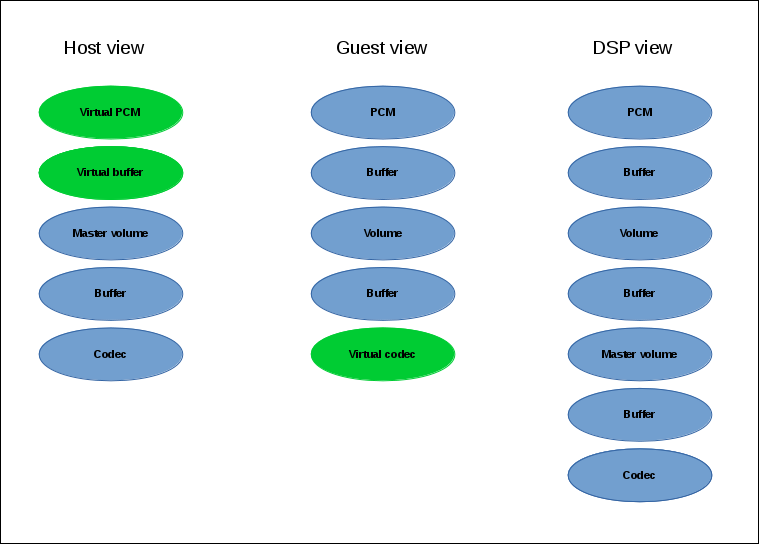 Host view
Guest view
DSP view
Virtual PCM
PCM
PCM
Virtual buffer
Buffer
Buffer
Master volume
Volume
Volume
Buffer
Buffer
Buffer
Codec
Virtual codec
Master volume
Buffer
Codec